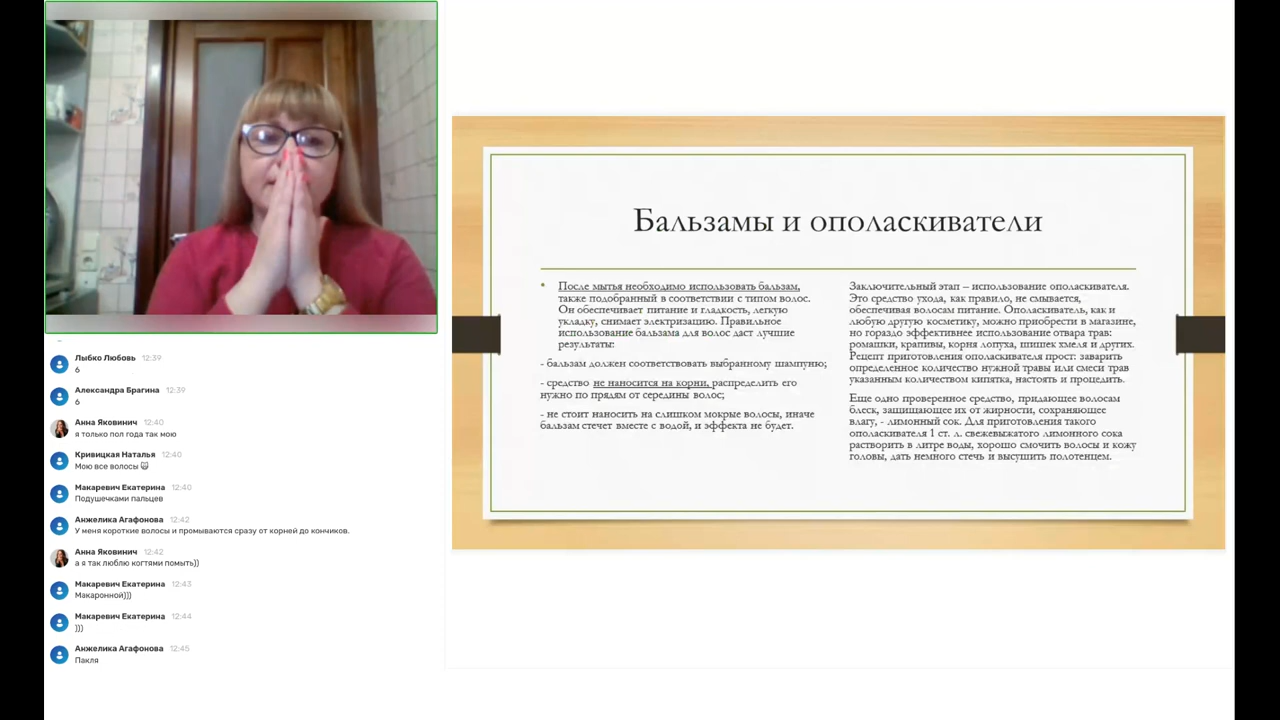 Лыбко Любовь 12:39
6
Александра Брагина 12:39
6
Анна Яковинич 12:40
я только пол года так мою
Кривицкая Наталья 12:40
Мою все волосы 🙀
Макаревич Екатерина 12:40
Подушечками пальцев
Анжелика Агафонова 12:42
У меня короткие волосы и промываются сразу от корней до кончиков.
Анна Яковинич 12:42
а я так люблю когтями помыть))
Макаревич Екатерина 12:43
Макаронной)))
Макаревич Екатерина 12:44
)))
Анжелика Агафонова 12:45
Пакля
Бальзамы и ополаскиватели
• После мытья необходимо использовать бальзам,
также подобранный в соответствии с типом волос.
Он обеспечивает питание и гладкость, легкую
укладку, снимает электризацию. Правильное
использование бальзама для волос даст лучшие
результаты:
- бальзам должен соответствовать выбранному шампуню;
- средство не наносится на корни, распределить его
нужно по прядям от середины волос;
- не стоит наносить на слишком мокрые волосы, иначе
бальзам стечет вместе с водой, и эффекта не будет.
Заключительный этап – использование ополаскивателя.
Это средство ухода, как правило, не смывается,
обеспечивая волосам питание. Ополаскиватель, как и
любую другую косметику, можно приобрести в магазине,
но гораздо эффективнее использование отвара трав:
ромашки, крапивы, корня лопуха, шишек хмеля и других.
Рецепт приготовления ополаскивателя прост: заварить
определенное количество нужной травы или смеси трав
указанным количеством кипятка, настоять и процедить.
Еще одно проверенное средство, придающее волосам
блеск, защищающее их от жирности, сохраняющее
влагу, - лимонный сок. Для приготовления такого
ополаскивателя 1 ст. л. свежевыжатого лимонного сока
растворить в литре воды, хорошо смочить волосы и кожу
головы, дать немного стечь и высушить полотенцем.